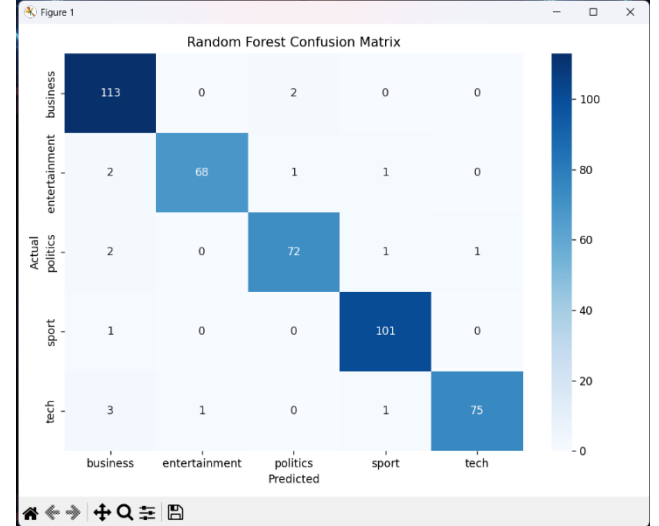 Figure 1
Random Forest Confusion Matrix
business 113 0 2 0 0
entertainment 2 68 1 1 0
politics 2 0 72 1 1
sport 1 0 0 101 0
tech 3 1 0 1 75
Actual
business entertainment politics sport tech
Predicted
100
80
60
40
20
0